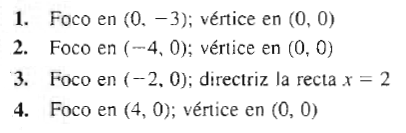 1. Foco en (0. −3); vértice en (0, 0)
2. Foco en (−4, 0); vértice en (0, 0)
3. Foco en (−2, 0); directriz la recta x = 2
4. Foco en (4, 0); vértice en (0, 0)